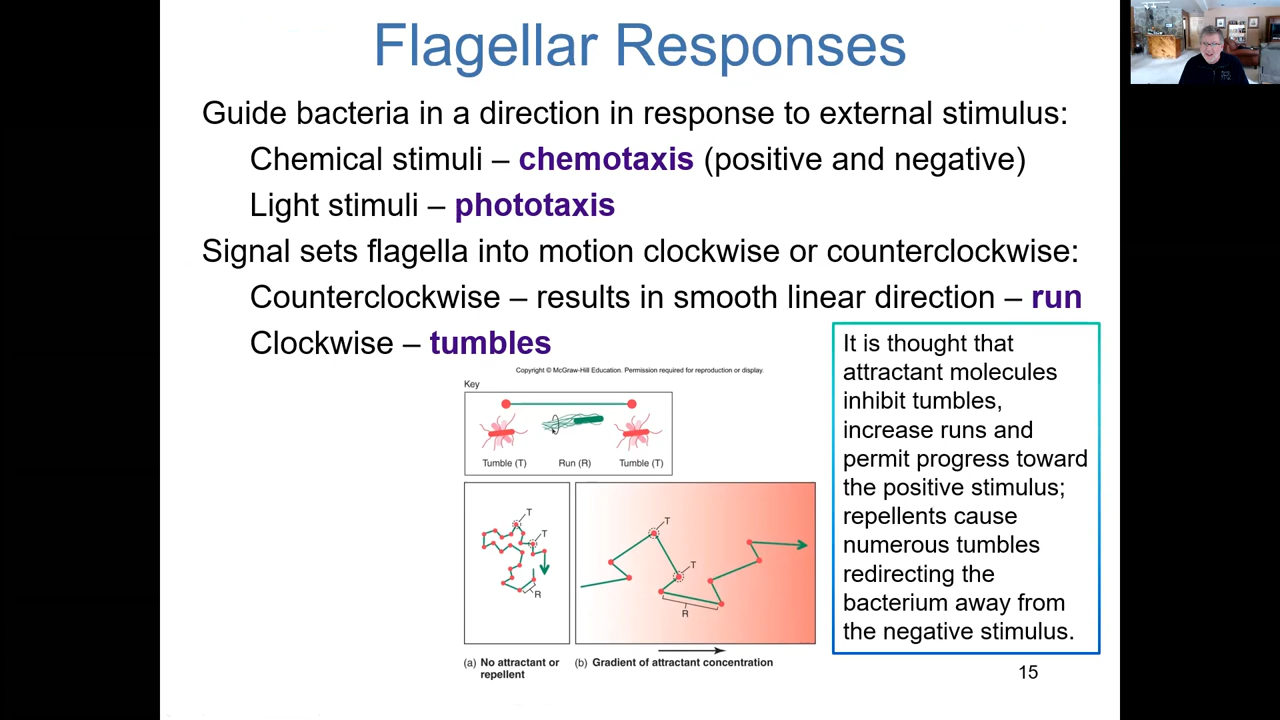 Flagellar Responses
Guide bacteria in a direction in response to external stimulus:
Chemical stimuli – chemotaxis (positive and negative)
Light stimuli – phototaxis
Signal sets flagella into motion clockwise or counterclockwise:
Counterclockwise – results in smooth linear direction – run
Clockwise – tumbles
It is thought that
attractant molecules
inhibit tumbles,
increase runs and
permit progress toward
the positive stimulus;
repellents cause
numerous tumbles
redirecting the
bacterium away from
the negative stimulus.
Copyright © McGraw-Hill Education. Permission required for reproduction or display.
Key
Tumble (T) Run (R) Tumble (T)
T
T
R
T
T
R
(a) No attractant or
repellent
(b) Gradient of attractant concentration
15